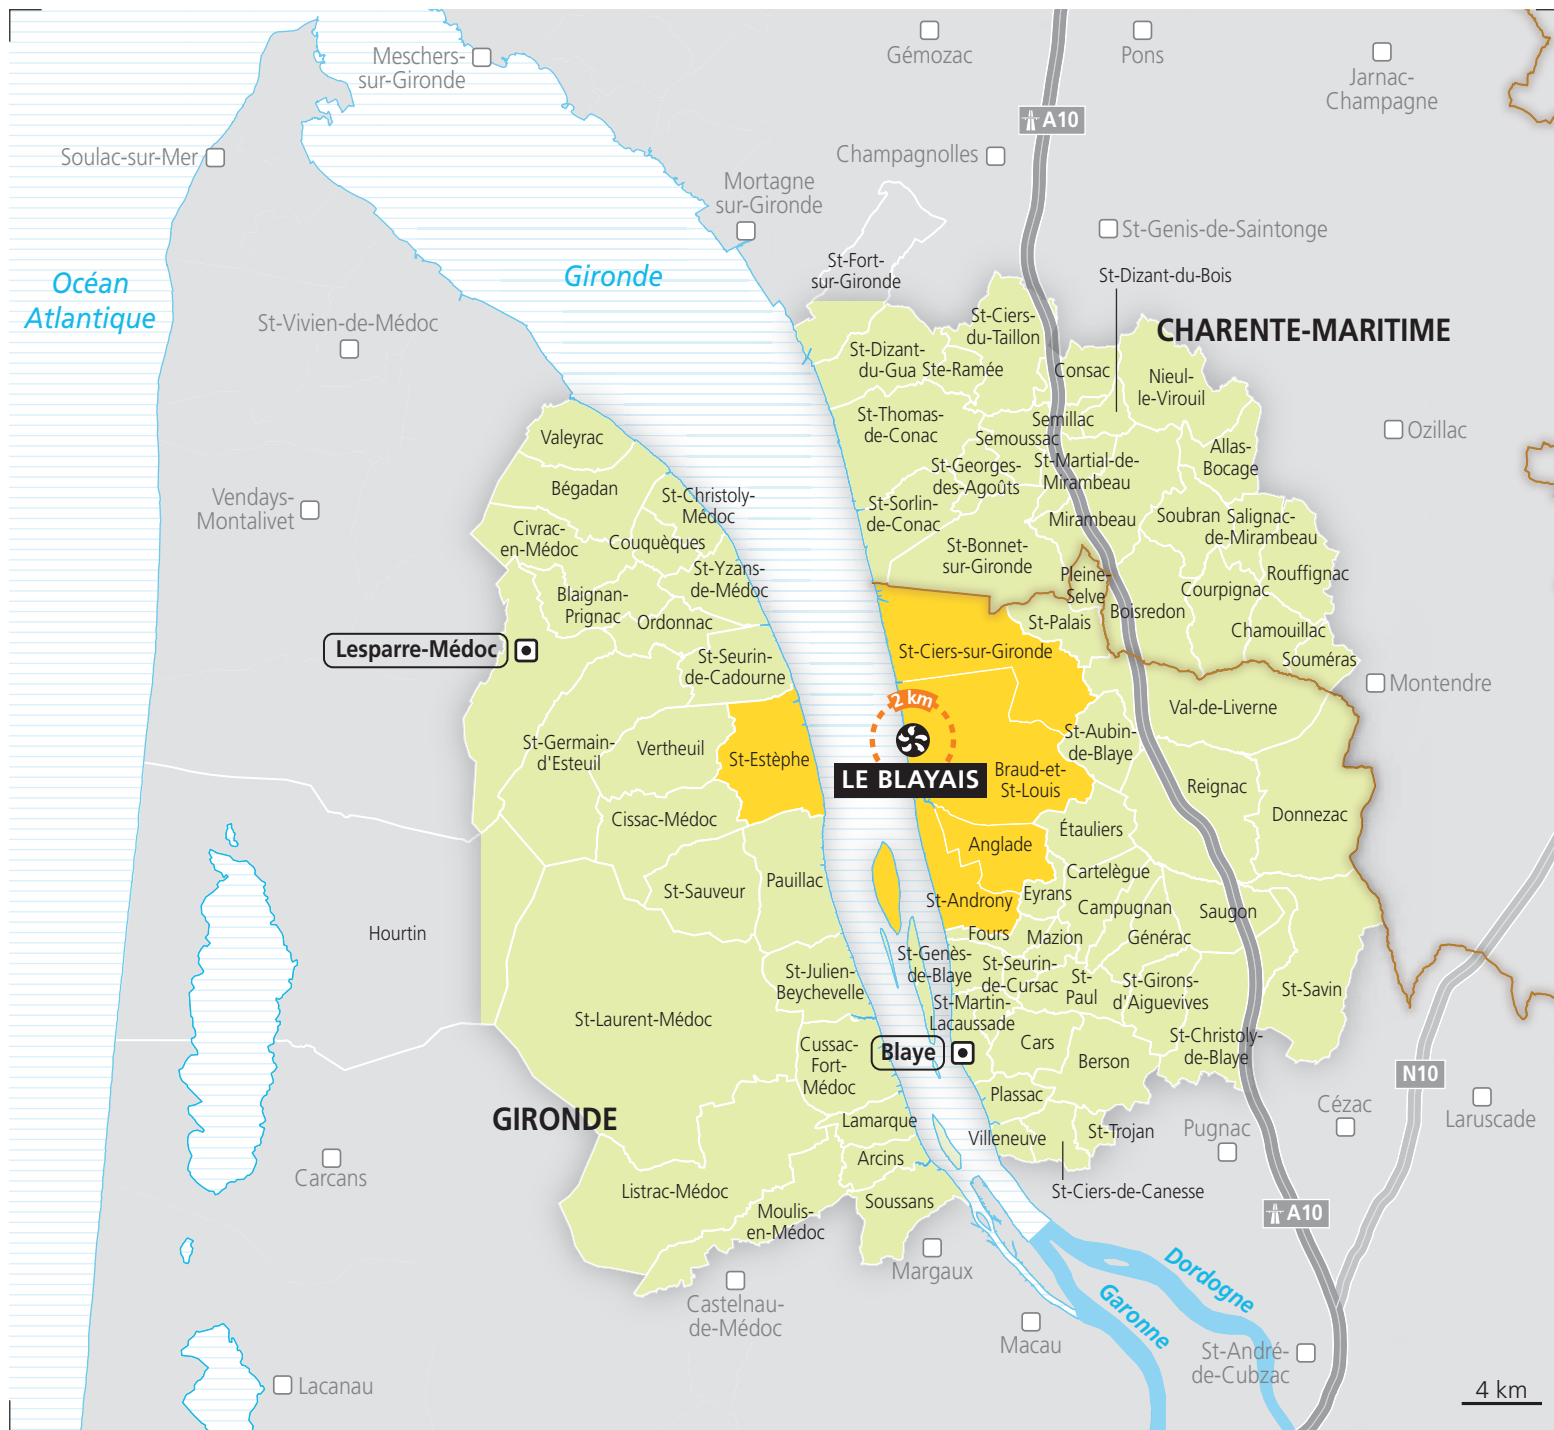 Meschers-
sur-Gironde
Gémozac
Pons
Jarnac-
Champagne
A10
Soulac-sur-Mer
Champagnolles
Mortagne
sur-Gironde
St-Genis-de-Saintonge
St-Fort-
sur-Gironde
St-Dizant-du-Bois
Océan
Atlantique
Gironde
St-Vivien-de-Médoc
St-Ciers-
du-Taillon
CHARENTE-MARITIME
St-Dizant-
du-Gua
Ste-Ramée
Consac
Nieul-
le-Virouil
St-Thomas-
de-Conac
Semillac
Semoussac
Ozillac
Valeyrac
Allas-
Bocage
St-Georges-
des-Agoûts
St-Martial-de-
Mirambeau
Bégadan
St-Christoly-
Médoc
Vendays-
Montalivet
St-Sorlin-
de-Conac
Mirambeau
Soubran
Salignac-
de-Mirambeau
Civrac-
en-Médoc
Couquèques
St-Bonnet-
sur-Gironde
St-Yzans-
de-Médoc
Pleine-
Selve
Rouffignac
Courpignac
Blaignan-
Prignac
Ordonnac
Boisredon
St-Palais
Chamouillac
Lesparre-Médoc
St-Ciers-sur-Gironde
Souméras
St-Seurin-
de-Cadourne
Montendre
2 km
Val-de-Liverne
St-Germain-
d'Esteuil
Vertheuil
St-Estèphe
St-Aubin-
de-Blaye
LE BLAYAIS
Braud-et-
St-Louis
Reignac
Donnezac
Cissac-Médoc
Étauliers
Anglade
Cartelègue
St-Sauveur
Pauillac
St-Androny
Eyrans
Campugnan
Saugon
Hourtin
Fours
Mazion
Générac
St-Genès-
de-Blaye
St-Seurin-
de-Cursac
St-
Paul
St-Girons-
d'Aiguevives
St-Savin
St-Julien-
Beychevelle
St-Martin-
Lacaussade
St-Laurent-Médoc
Cussac-
Fort-
Médoc
Blaye
Cars
Berson
St-Christoly-
de-Blaye
N10
Plassac
GIRONDE
Lamarque
Villeneuve
St-Trojan
Pugnac
Cézac
Laruscade
Arcins
Carcans
Listrac-Médoc
St-Ciers-de-Canesse
Soussans
Moulis-
en-Médoc
A10
Margaux
Dordogne
Garonne
Castelnau-
de-Médoc
Macau
St-André-
de-Cubzac
Lacanau
4 km